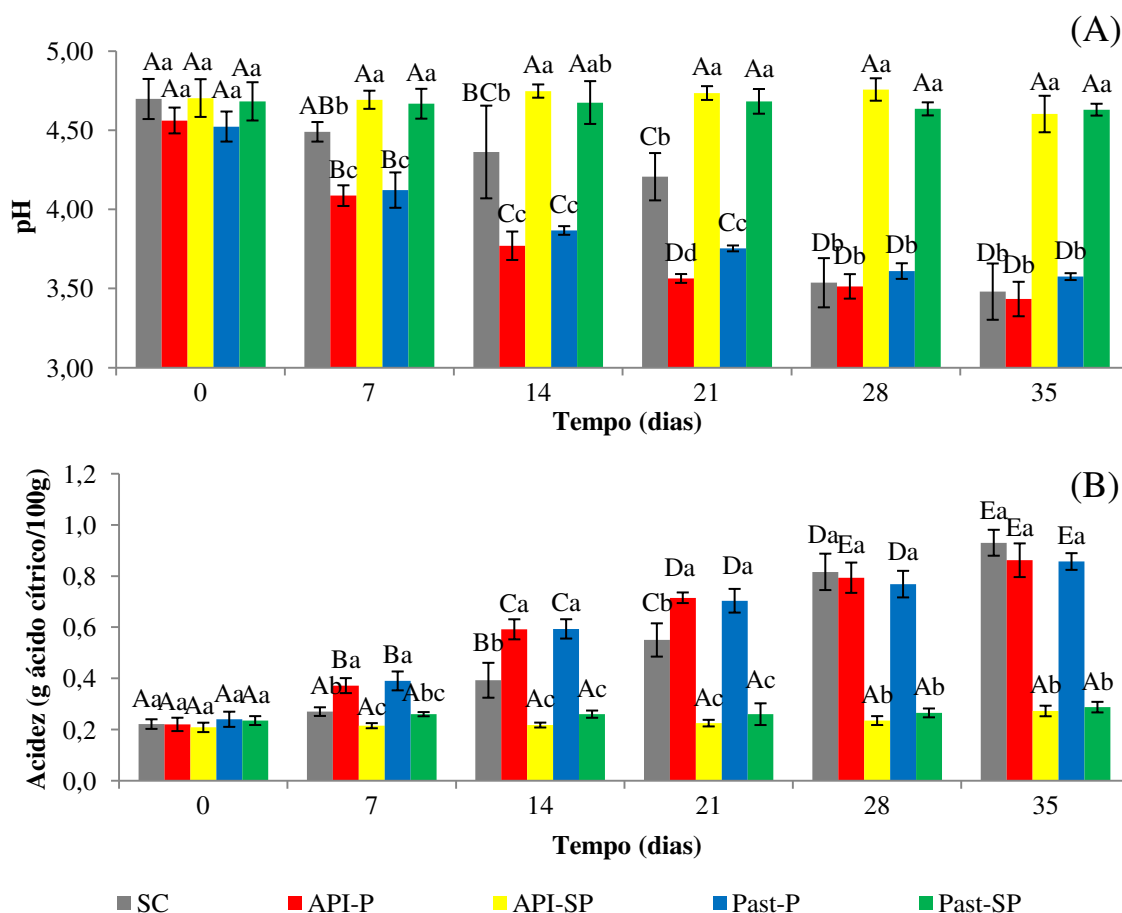 (A)
5,00
4,50
4,00
3,50
3,00
pH
Aa Aa Aa Aa Aa
ABb Bc Aa Bc Aa
BCb Cc Aa Cc Aab
Cb Dd Aa Cc Aa
Db Db Aa Db Aa
Db Db Aa Db Aa
0 7 14 21 28 35
Tempo (dias)
(B)
1,2
1,0
0,8
0,6
0,4
0,2
0,0
Acidez (g ácido cítrico/100g)
Aa Aa Aa Aa Aa
Ab Ba Ac Ba Abc
Bb Ca Ac Ca Ac
Cb Da Ac Da Ac
Da Ea Ab Da Ab
Ea Ea Ab Ea Ab
0 7 14 21 28 35
Tempo (dias)
SC API-P API-SP Past-P Past-SP